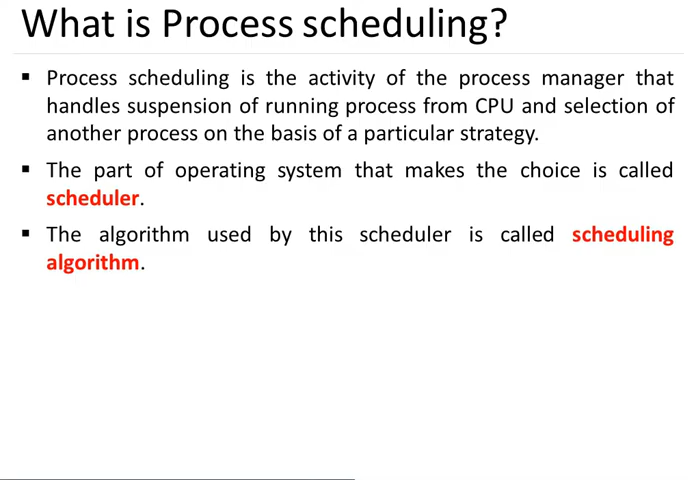 What is Process scheduling?
▪ Process scheduling is the activity of the process manager that
handles suspension of running process from CPU and selection of
another process on the basis of a particular strategy.
▪ The part of operating system that makes the choice is called
scheduler.
▪ The algorithm used by this scheduler is called scheduling
algorithm.